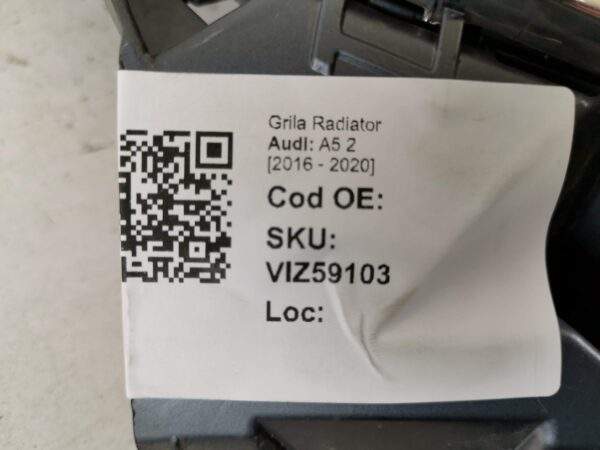 Grila Radiator
Audi: A5 2
[2016 - 2020]
Cod OE:
SKU:
VIZ59103
Loc: